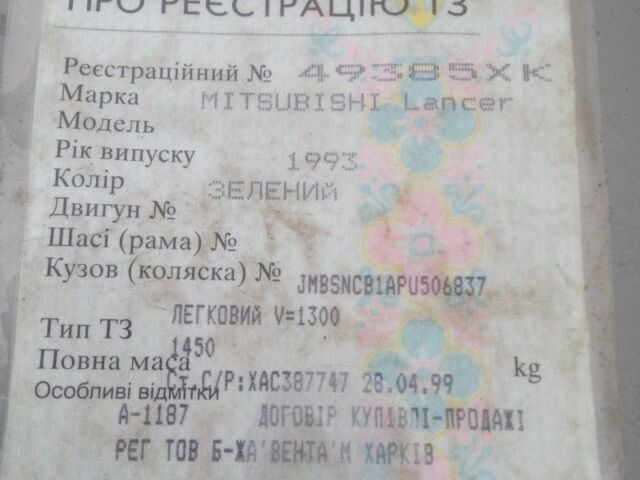 ПРО РЕЄСТРАЦІЮ ТЗ
Реєстраційний № 49385ХК
Марка MITSUBISHI Lancer
Модель
Рік випуску 1993
Колір ЗЕЛЕНИЙ
Двигун №
Шасі (рама) №
Кузов (коляска) № JMBSNCB1APU506837
Тип ТЗ ЛЕГКОВИЙ V=1300
Повна маса 1450 kg
Особливі відмітки Ст.С/Р:ХАС387747 28.04.99
А-1187 ДОГОВІР КУПІВЛІ-ПРОДАЖІ
РЕГ ТОВ Б-ЖА'ВЕНТА'М ХАРКІВ